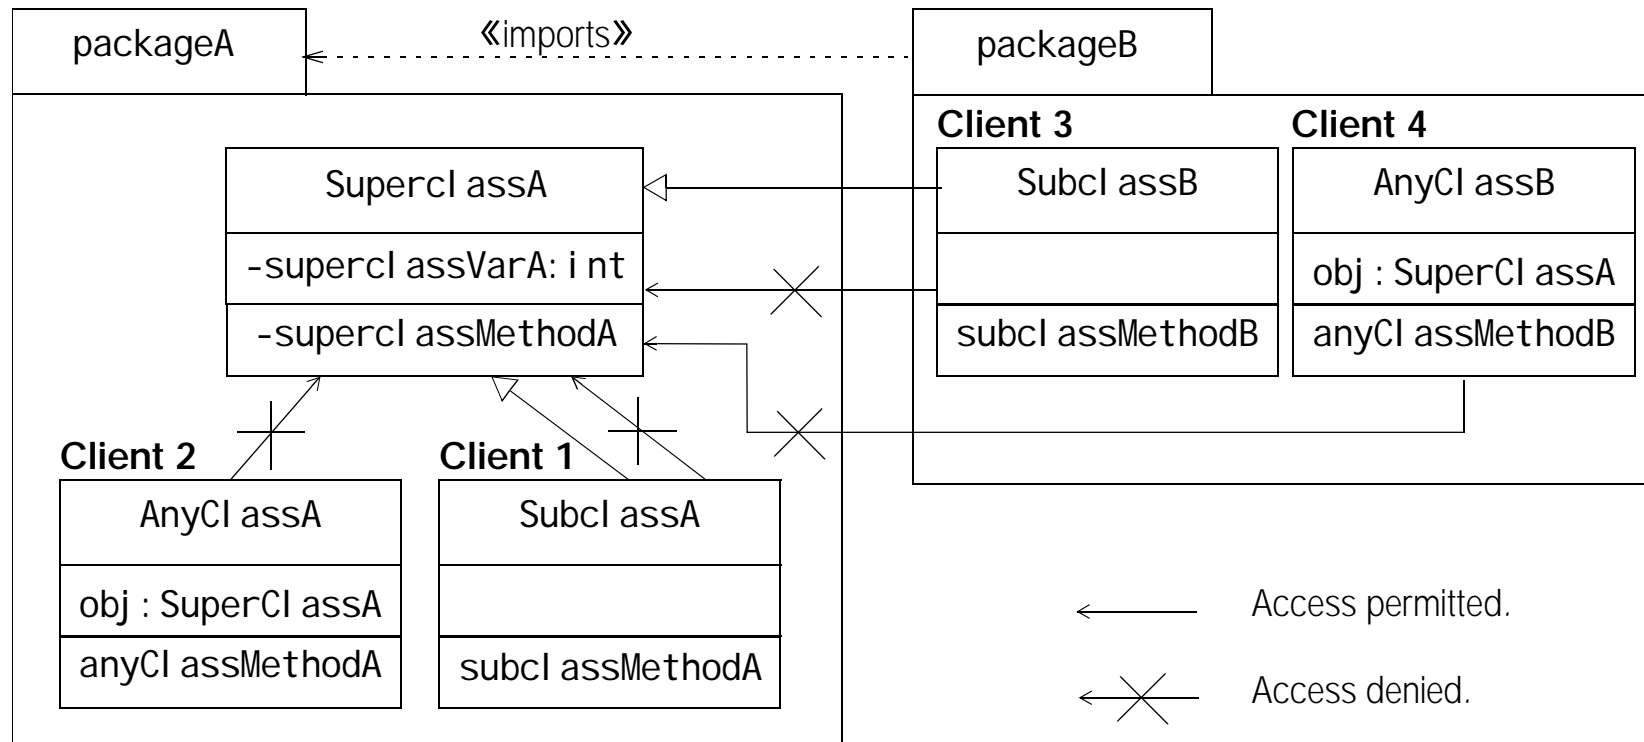 packageA
«imports»
packageB
Client 3
Client 4
SuperclassA
-superclassVarA:int
-superclassMethodA
SubclassB
subclassMethodB
AnyClassB
obj:SuperClassA
anyClassMethodB
Client 2
Client 1
AnyClassA
obj:SuperClassA
anyClassMethodA
SubclassA
subclassMethodA
Access permitted.
Access denied.